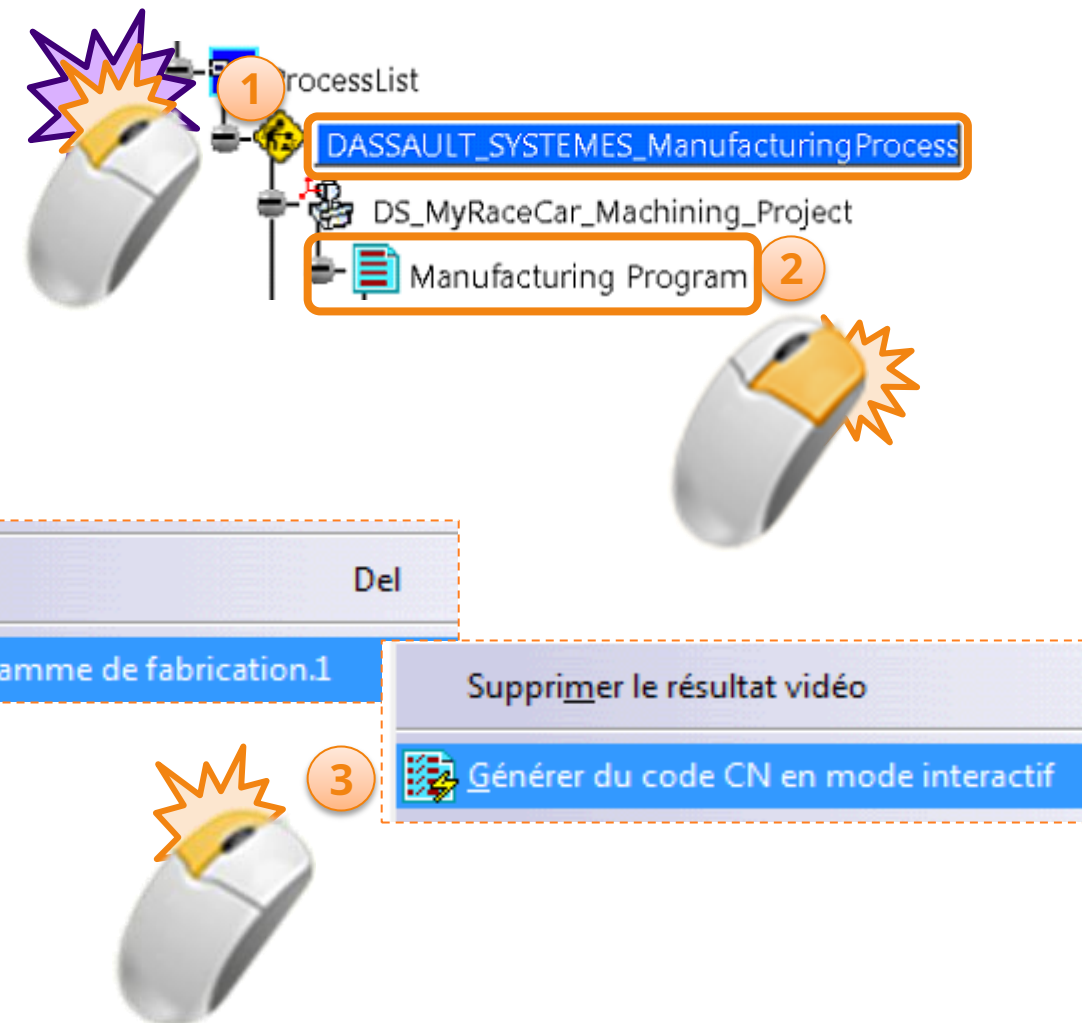 rocessList
1
DASSAULT_SYSTEMES_ManufacturingProcess
DS_MyRaceCar_Machining_Project
Manufacturing Program
2
Del
amme de fabrication.1
Supprimer le résultat vidéo
3
Générer du code CN en mode interactif